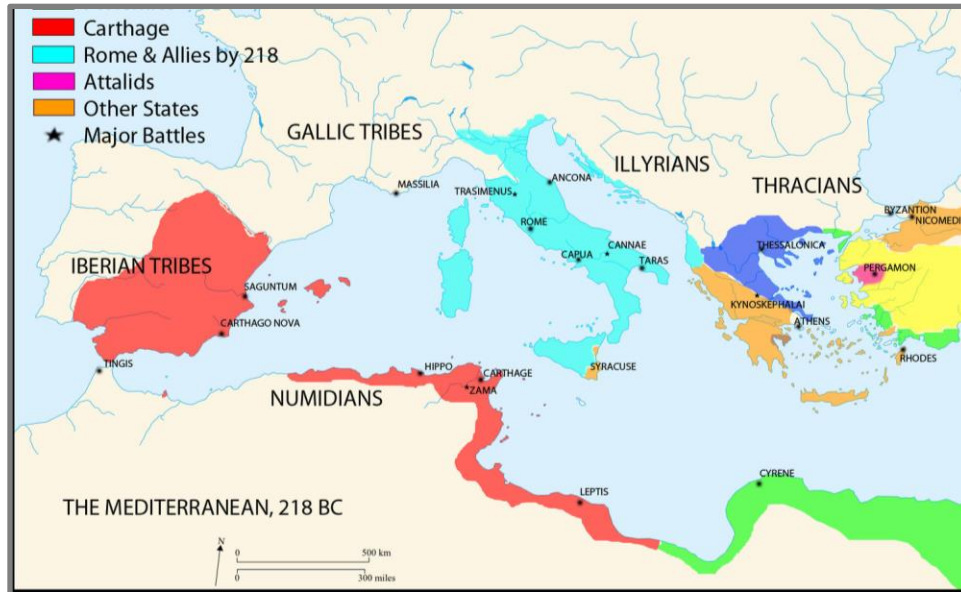 Carthage
Rome & Allies by 218
Attalids
Other States
Major Battles
GALLIC TRIBES
ILLYRIANS
THRACIANS
MASSILIA
TRASIMENUS
ANCONA
BYZANTION
NICOMEDI
ROME
CAPUA
CANNAE
TARAS
THESSALONICA
PERGAMON
IBERIAN TRIBES
SAGUNTUM
CARTHAGO NOVA
KYNOSKEPHALAI
ATHENS
RHODES
TINGIS
HIPPO
CARTHAGE
ZAMA
SYRACUSE
NUMIDIANS
CYRENE
LEPTIS
THE MEDITERRANEAN, 218 BC
N
0 500 km
0 300 miles